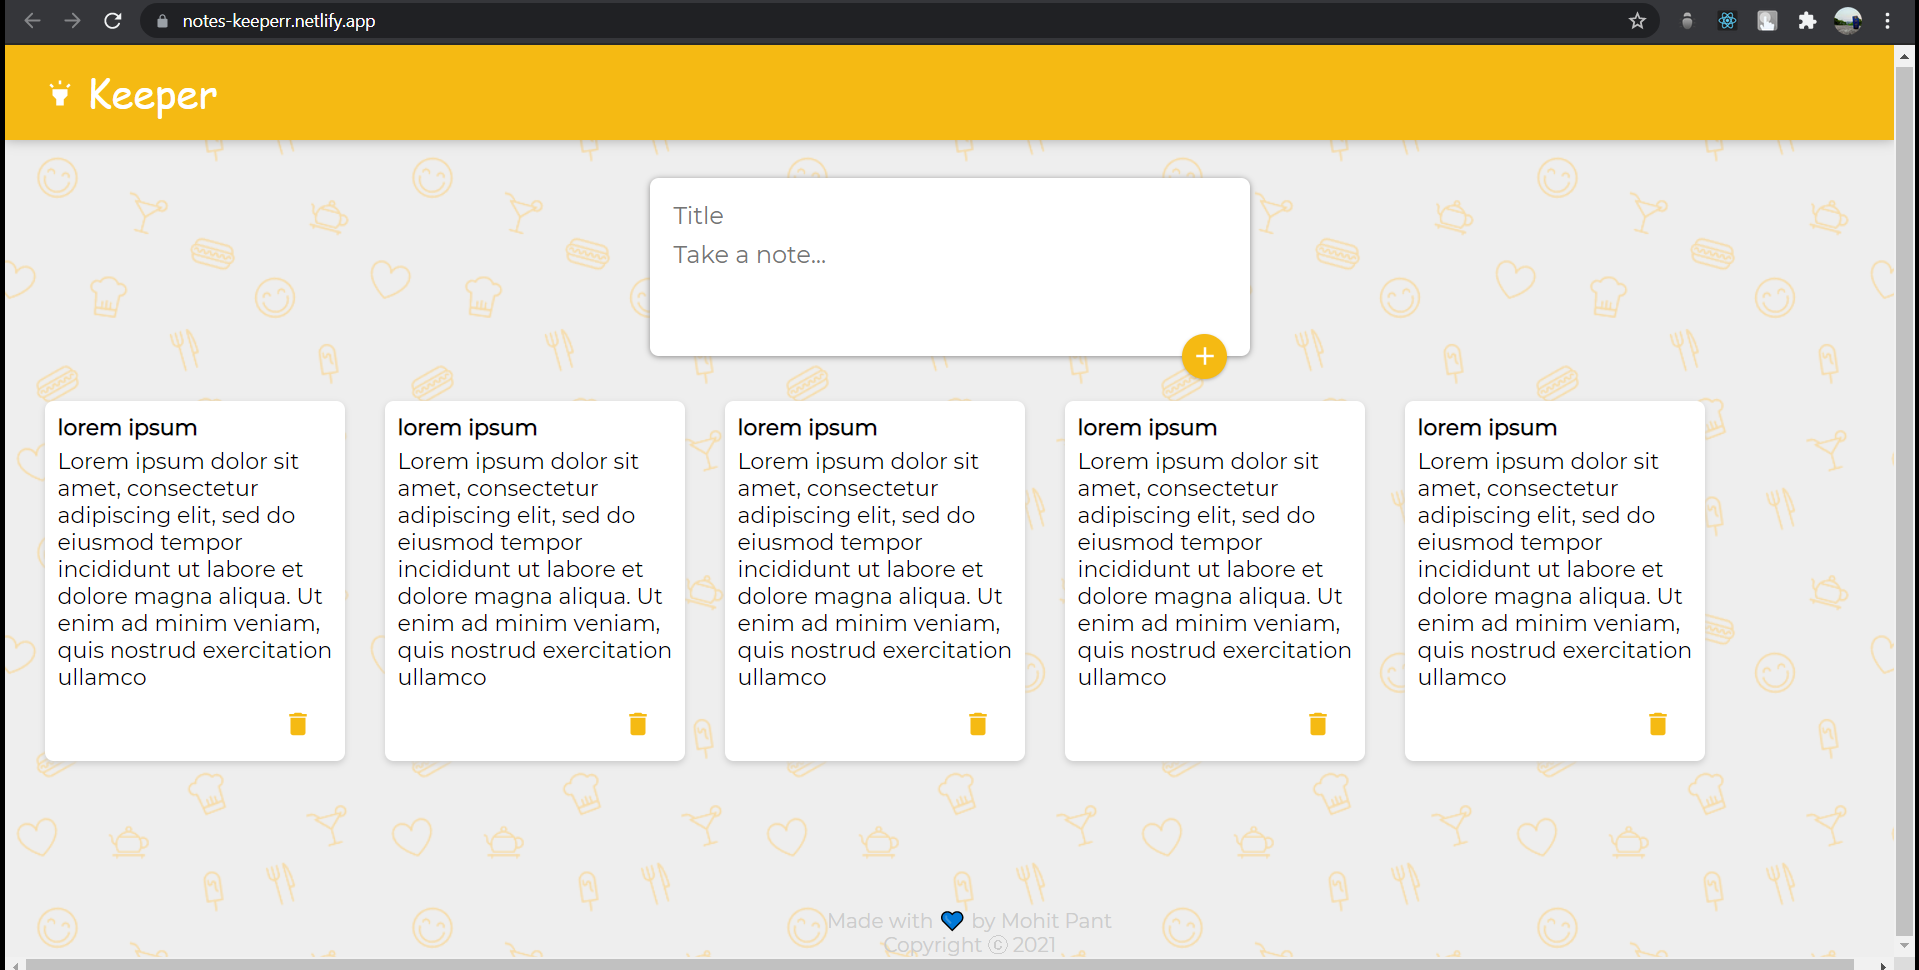 notes-keeperr.netlify.app
Keeper
Title
Take a note...
lorem ipsum
Lorem ipsum dolor sit
amet, consectetur
adipiscing elit, sed do
eiusmod tempor
incididunt ut labore et
dolore magna aliqua. Ut
enim ad minim veniam,
quis nostrud exercitation
ullamco
lorem ipsum
Lorem ipsum dolor sit
amet, consectetur
adipiscing elit, sed do
eiusmod tempor
incididunt ut labore et
dolore magna aliqua. Ut
enim ad minim veniam,
quis nostrud exercitation
ullamco
lorem ipsum
Lorem ipsum dolor sit
amet, consectetur
adipiscing elit, sed do
eiusmod tempor
incididunt ut labore et
dolore magna aliqua. Ut
enim ad minim veniam,
quis nostrud exercitation
ullamco
lorem ipsum
Lorem ipsum dolor sit
amet, consectetur
adipiscing elit, sed do
eiusmod tempor
incididunt ut labore et
dolore magna aliqua. Ut
enim ad minim veniam,
quis nostrud exercitation
ullamco
lorem ipsum
Lorem ipsum dolor sit
amet, consectetur
adipiscing elit, sed do
eiusmod tempor
incididunt ut labore et
dolore magna aliqua. Ut
enim ad minim veniam,
quis nostrud exercitation
ullamco
Made with 💙 by Mohit Pant
Copyright ⓒ 2021